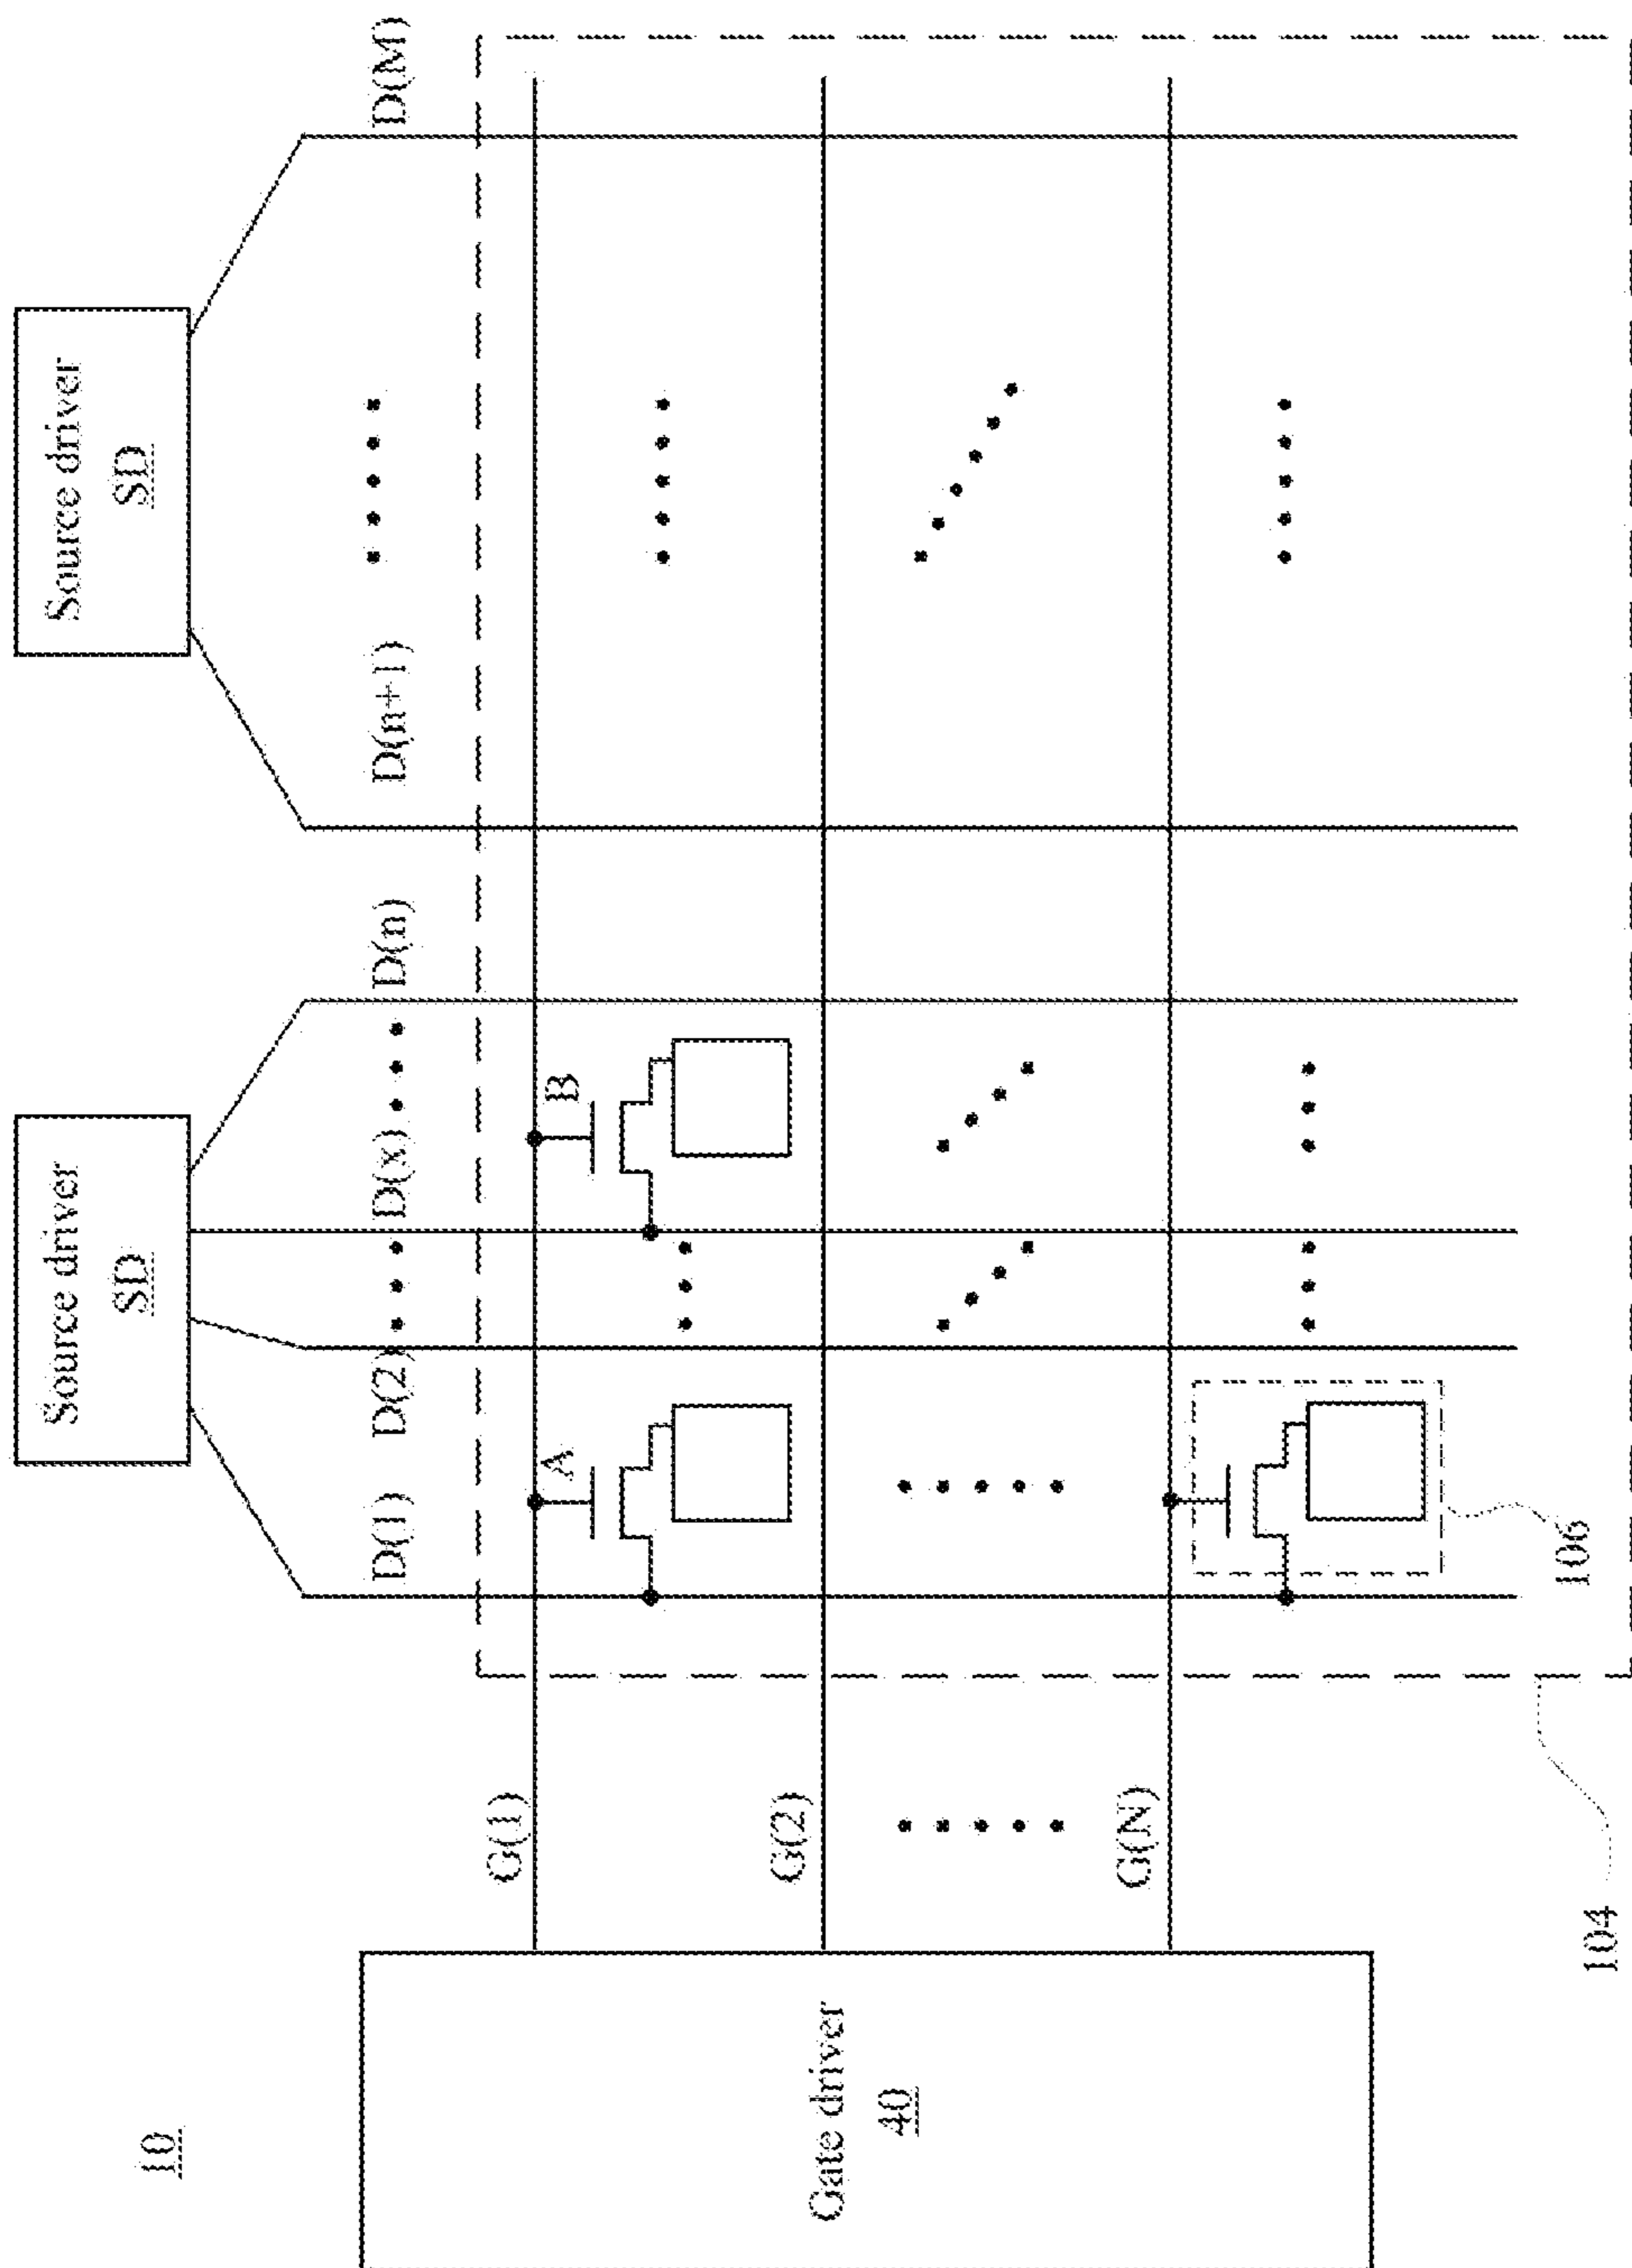 10
Source driver
SD
Source driver
SD
D(1) D(2) D(x) D(n) D(n+1) D(M)
G(1)
A
B
Gate driver
40
G(2)
G(N)
106
104